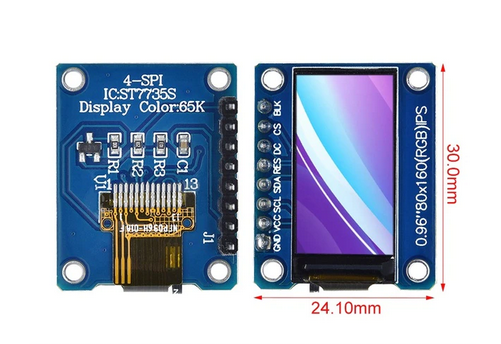 4-SPI
IC:ST7735S
Display Color:65K
R1
R2
R3
C1
U1
1
13
J1
GND VCC SCL SDA RES DC CS BLK
0.96"80x160(RGB)IPS
30.0mm
24.10mm